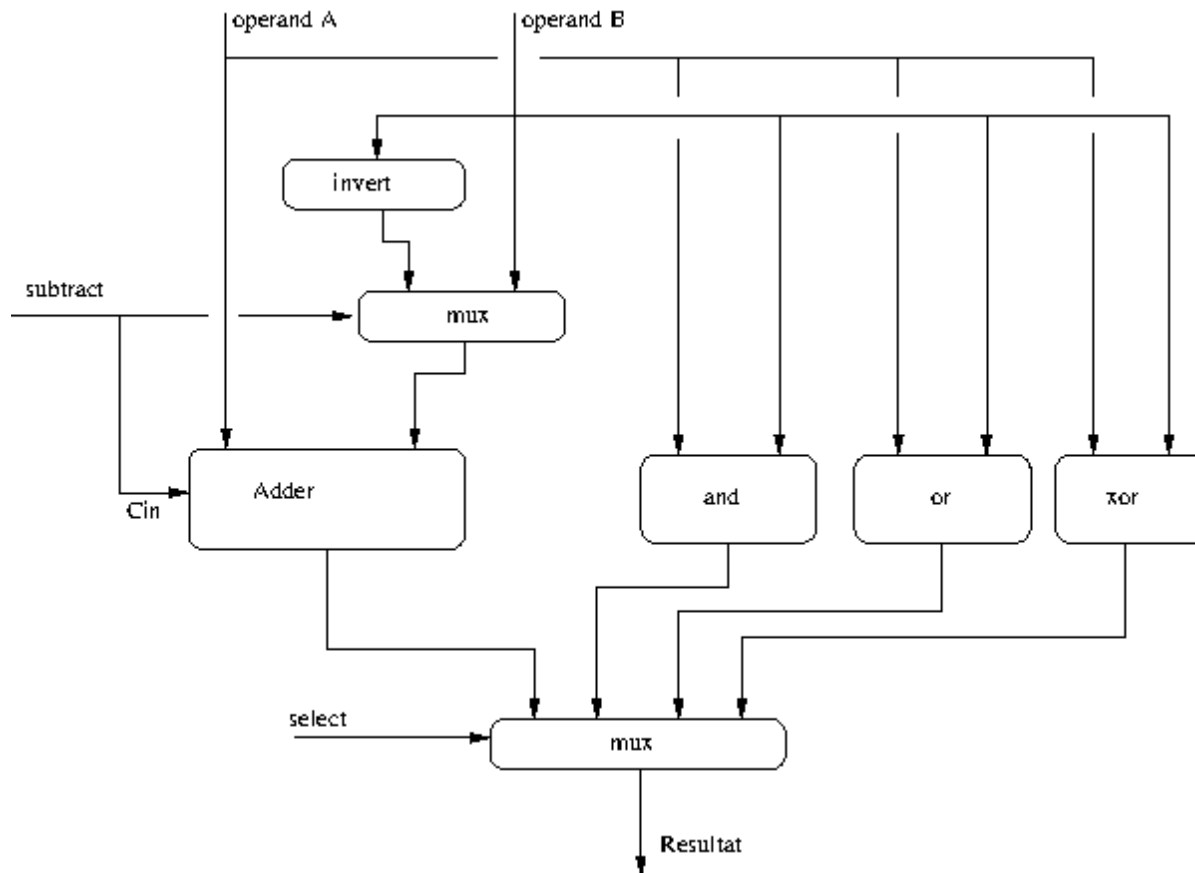 operand A
operand B
invert
subtract
mux
Adder
and
or
xor
Cin
select
mux
Resultat